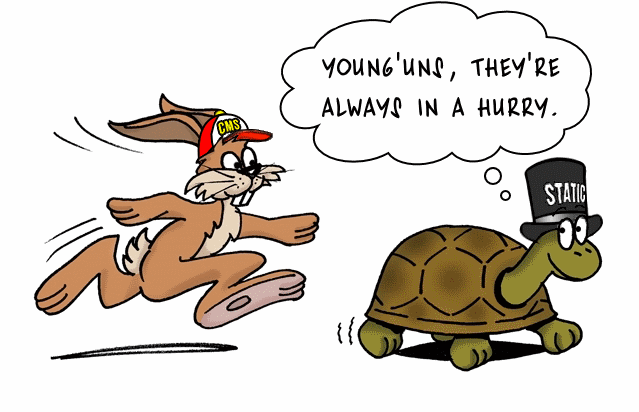 YOUNG'UNS, THEY'RE
ALWAYS IN A HURRY.
CMS
STATIC